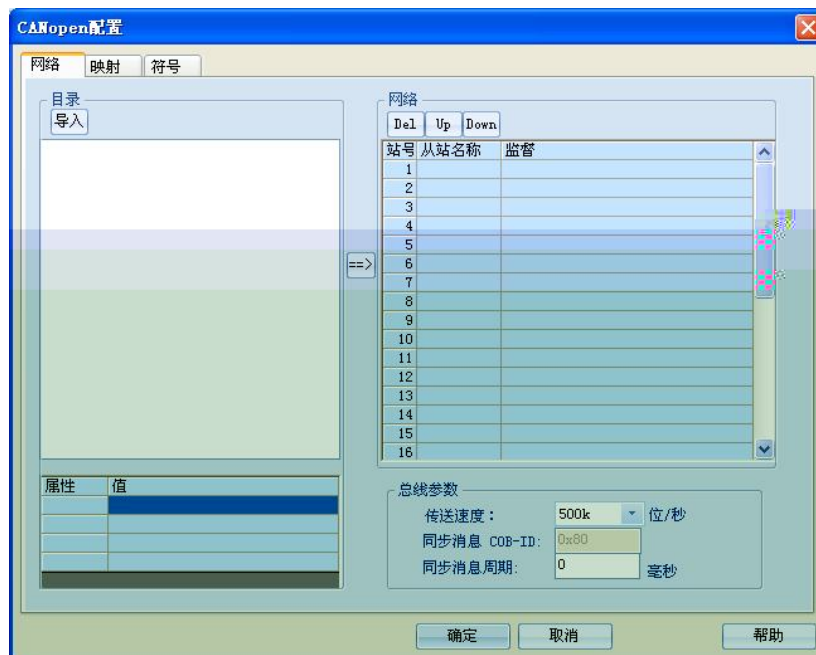 CANopen配置
网络 映射 符号
目录
导入
属性 值
==>
网络
Del Up Down
站号 从站名称 监督
1
2
3
4
5
6
7
8
9
10
11
12
13
14
15
16
总线参数
传送速度： 500k 位/秒
同步消息 COB-ID: 0x80
同步消息周期: 0 毫秒
确定 取消 帮助